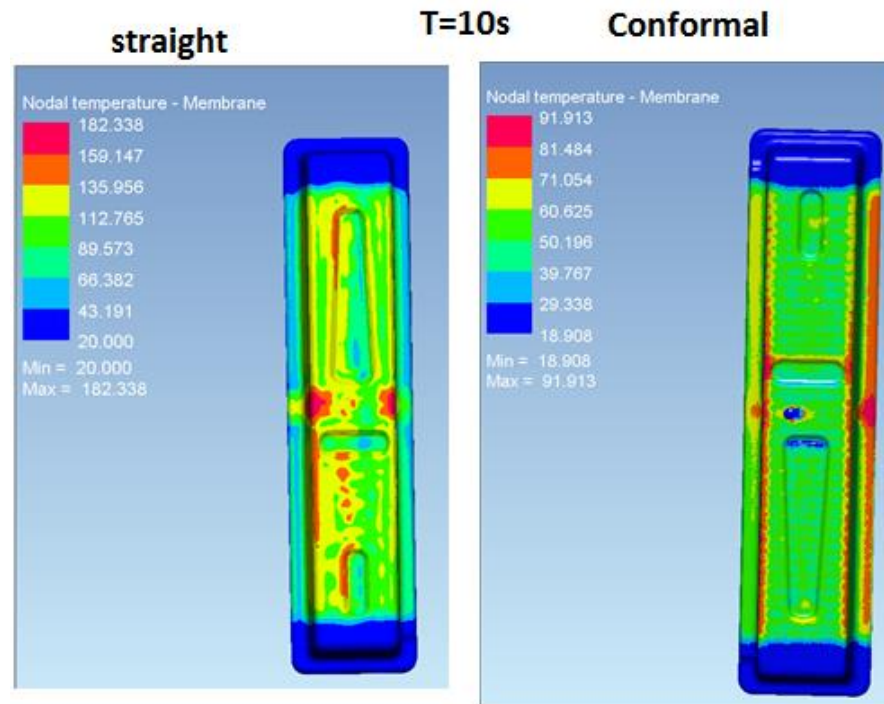 straight
T=10s
Conformal
Nodal temperature - Membrane
182.338
159.147
135.956
112.765
89.573
66.382
43.191
20.000
Min = 20.000
Max = 182.338
Nodal temperature - Membrane
91.913
81.484
71.054
60.625
50.196
39.767
29.338
18.908
Min = 18.908
Max = 91.913